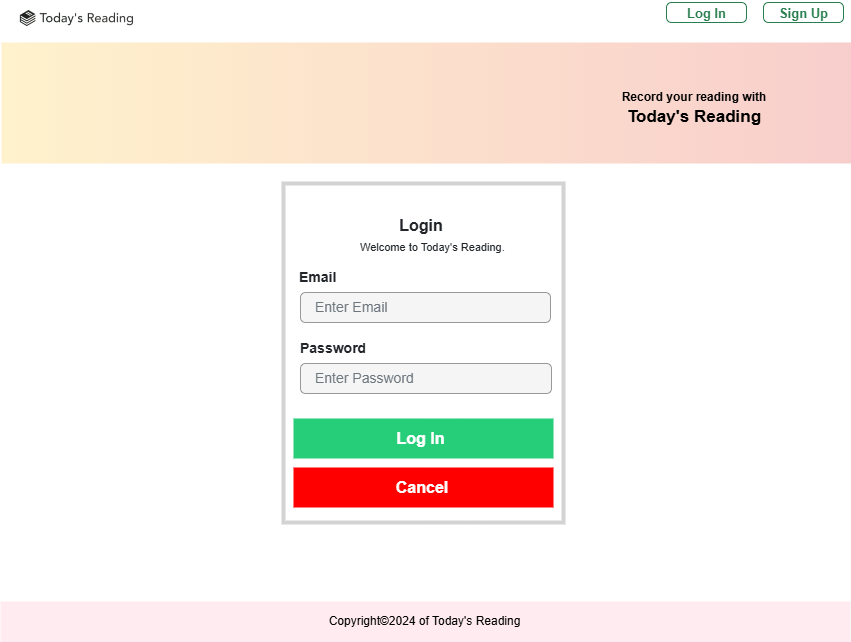 Today's Reading
Log In
Sign Up
Record your reading with
Today's Reading
Login
Welcome to Today's Reading.
Email
Enter Email
Password
Enter Password
Log In
Cancel
Copyright©2024 of Today's Reading